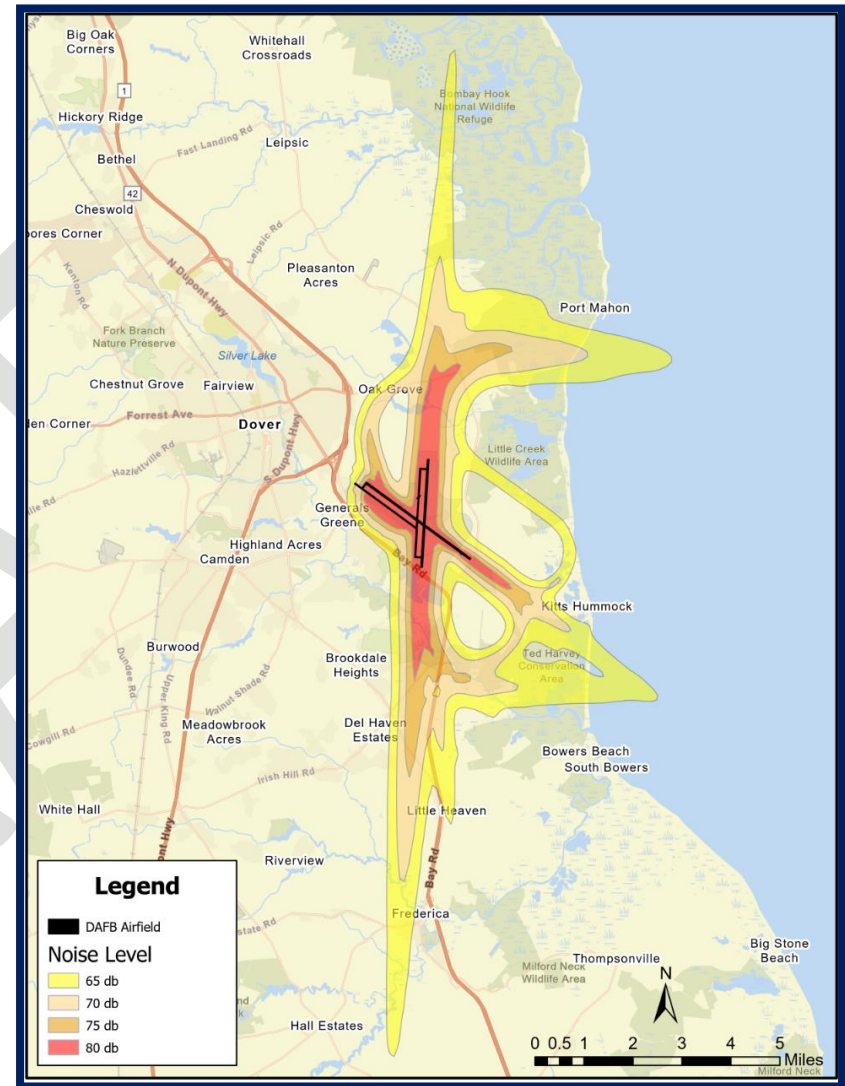 Big Oak
Corners
Whitehall
Crossroads
1
Bombay Hook
National Wildlife
Refuge
Hickory Ridge
Fast Landing Rd
Leipsic
Bethel
42
Cheswold
Leipsic Rd
ores Corner
Kenton Rd
N Dupont Hwy
Pleasanton
Acres
Port Mahon
Fork Branch
Nature Preserve
Silver Lake
Chestnut Grove
Fairview
Oak Grove
Forrest Ave
den Corner
Dover
S Dupont Hwy
Little Creek
Wildlife Area
Hazlettville Rd
Generals
Greene
Highland Acres
Camden
Bay Rd
Kitts Hummock
Burwood
Dundee Rd
Upper King Rd
Brookdale
Heights
Ted Harvey
Conservation
Area
Walnut Shade Rd
Meadowbrook
Acres
Del Haven
Estates
Cowgill Rd
Bowers Beach
South Bowers
Irish Hill Rd
White Hall
Little Heaven
ont Hwy
Riverview
Bay Rd
Frederica
state Rd
Big Stone
Beach
Thompsonville
Milford Neck
Wildlife Area
Hall Estates
Legend
DAFB Airfield
Noise Level
65 db
70 db
75 db
80 db
N
0 0.5 1 2 3 4 5
Miles
Milford Neck